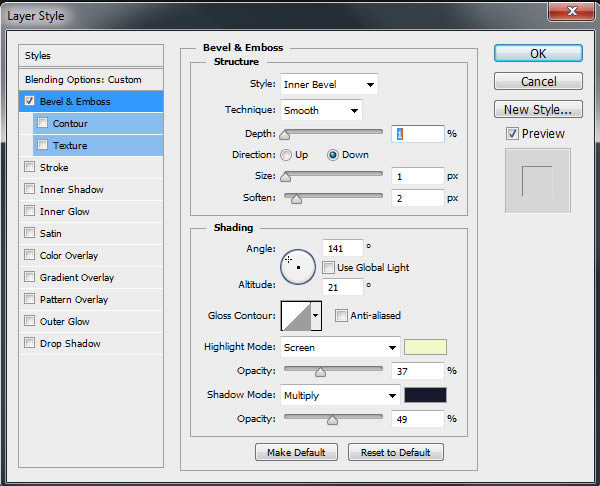 Layer Style
Styles
Blending Options: Custom
Bevel & Emboss
Contour
Texture
Stroke
Inner Shadow
Inner Glow
Satin
Color Overlay
Gradient Overlay
Pattern Overlay
Outer Glow
Drop Shadow
Bevel & Emboss
Structure
Style: Inner Bevel
Technique: Smooth
Depth: 1 %
Direction: Up Down
Size: 1 px
Soften: 2 px
Shading
Angle: 141 °
Use Global Light
Altitude: 21 °
Gloss Contour: Anti-aliased
Highlight Mode: Screen
Opacity: 37 %
Shadow Mode: Multiply
Opacity: 49 %
Make Default Reset to Default
OK
Cancel
New Style...
Preview